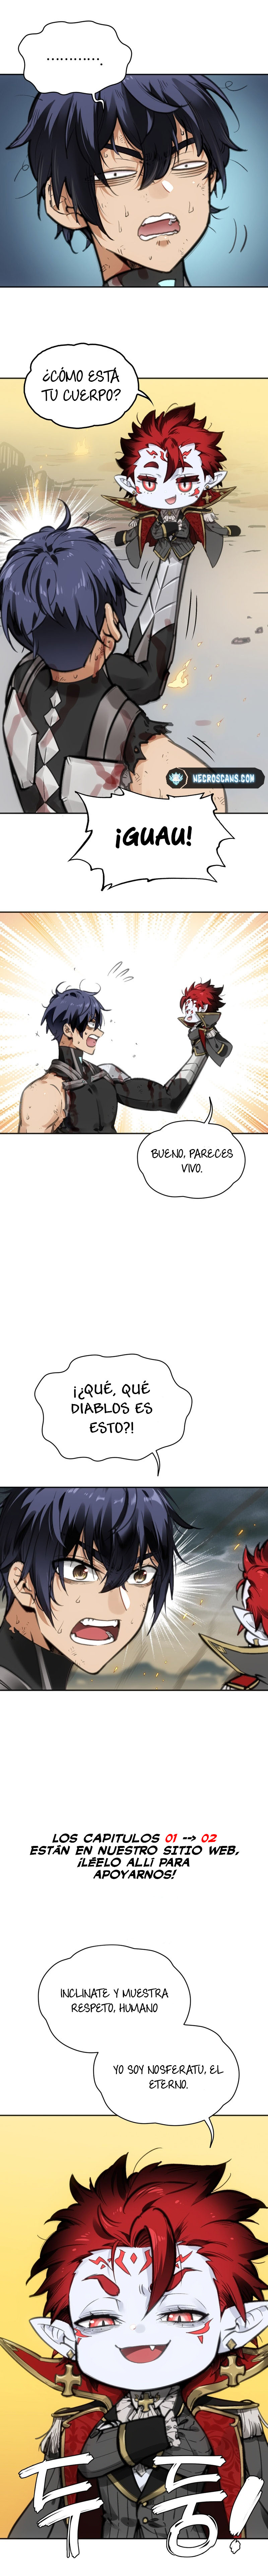 ............
¿CÓMO ESTÁ
TU CUERPO?
NECROSCANS.COM
¡GUAU!
BUENO, PARECES
VIVO.
¡¿QUÉ, QUÉ
DIABLOS ES
ESTO?!
LOS CAPITULOS 01 --> 02
ESTÁN EN NUESTRO SITIO WEB,
¡LÉELO ALLÍ PARA
APOYARNOS!
INCLINATE Y MUESTRA
RESPETO, HUMANO
YO SOY NOSFERATU, EL
ETERNO.
두둥!